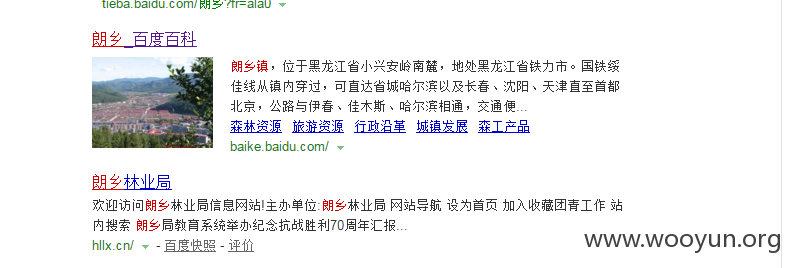 tieba.baidu.com/朗乡?fr=ala0
朗乡_百度百科
朗乡镇，位于黑龙江省小兴安岭南麓，地处黑龙江省铁力市。国铁绥
佳线从镇内穿过，可直达省城哈尔滨以及长春、沈阳、天津直至首都
北京，公路与伊春、佳木斯、哈尔滨相通，交通便...
森林资源 旅游资源 行政沿革 城镇发展 森工产品
baike.baidu.com/
朗乡林业局
欢迎访问朗乡林业局信息网站!主办单位:朗乡林业局 网站导航 设为首页 加入收藏团青工作 站
内搜索 朗乡局教育系统举办纪念抗战胜利70周年汇报...
hllx.cn/ - 百度快照 - 评价
www.wooyun.org